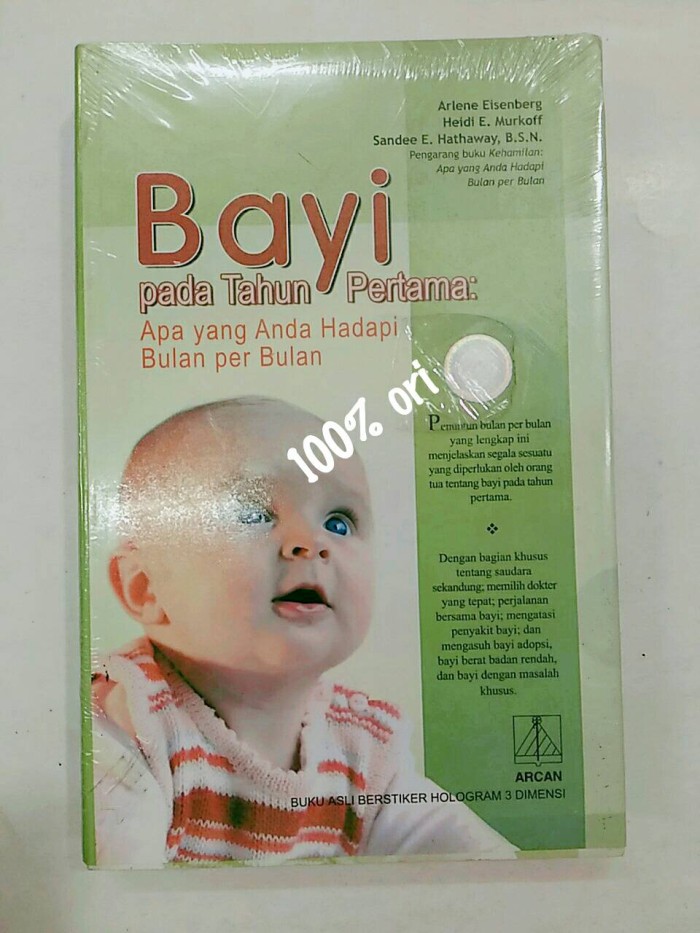 Arlene Eisenberg
Heidi E. Murkoff
Sandee E. Hathaway, B.S.N.
Pengarang buku Kehamilan:
Apa yang Anda Hadapi
Bulan per Bulan
Bayi
pada Tahun Pertama:
Apa yang Anda Hadapi
Bulan per Bulan
100% ori
Penuntun bulan per bulan
yang lengkap ini
menjelaskan segala sesuatu
yang diperlukan oleh orang
tua tentang bayi pada tahun
pertama.
Dengan bagian khusus
tentang saudara
sekandung; memilih dokter
yang tepat; perjalanan
bersama bayi; mengatasi
penyakit bayi; dan
mengasuh bayi adopsi,
bayi berat badan rendah,
dan bayi dengan masalah
khusus.
ARCAN
BUKU ASLI BERSTIKER HOLOGRAM 3 DIMENSI